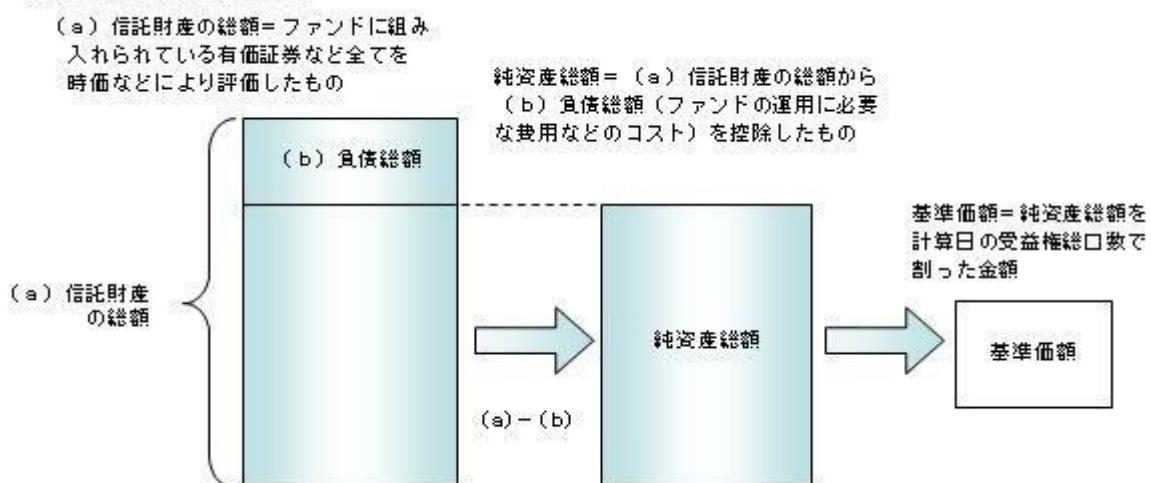 （a）信託財産の総額＝ファンドに組み
入れられている有価証券など全てを
時価などにより評価したもの
純資産総額＝（a）信託財産の総額から
（b）負債総額（ファンドの運用に必要
な費用などのコスト）を控除したもの
（b）負債総額
基準価額＝純資産総額を
計算日の受益権総口数で
割った金額
（a）信託財産
の総額
純資産総額
基準価額
（a）－（b）